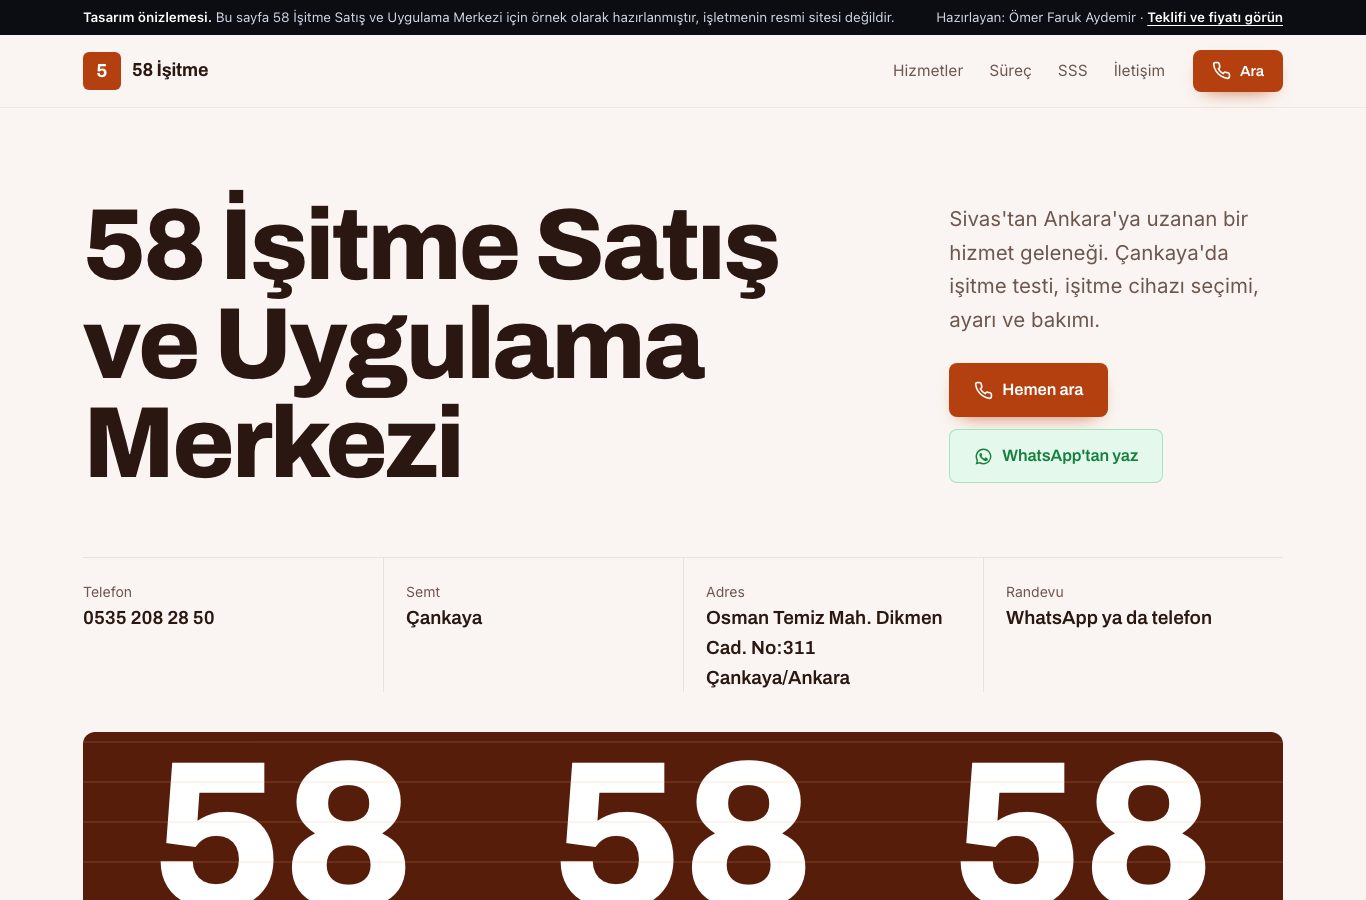 Tasarım önizlemesi. Bu sayfa 58 İşitme Satış ve Uygulama Merkezi için örnek olarak hazırlanmıştır, işletmenin resmi sitesi değildir.
Hazırlayan: Ömer Faruk Aydemir · Teklifi ve fiyatı görün
5
58 İşitme
Hizmetler
Süreç
SSS
İletişim
Ara
58 İşitme Satış
ve Uygulama
Merkezi
Sivas'tan Ankara'ya uzanan bir
hizmet geleneği. Çankaya'da
işitme testi, işitme cihazı seçimi,
ayarı ve bakımı.
Hemen ara
WhatsApp'tan yaz
Telefon
0535 208 28 50
Semt
Çankaya
Adres
Osman Temiz Mah. Dikmen
Cad. No:311
Çankaya/Ankara
Randevu
WhatsApp ya da telefon
58 58 58